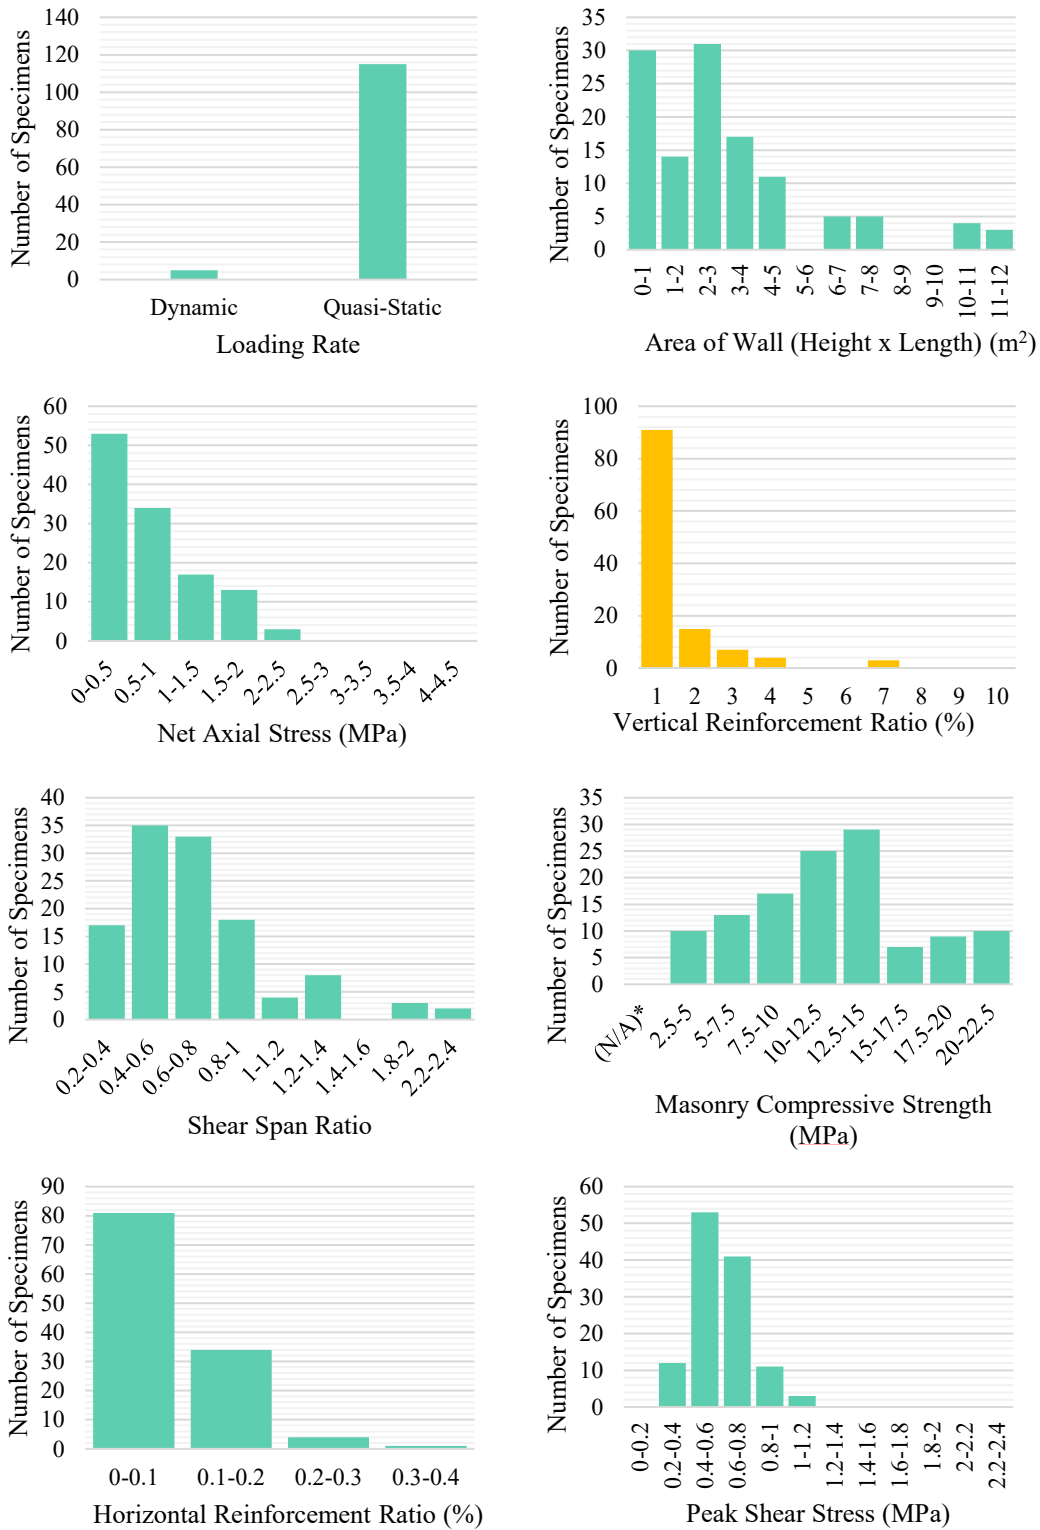 140
120
100
80
60
40
20
0
Number of Specimens
Dynamic Quasi-Static
Loading Rate
35
30
25
20
15
10
5
0
Number of Specimens
0-1 1-2 2-3 3-4 4-5 5-6 6-7 7-8 8-9 9-10 10-11 11-12
Area of Wall (Height x Length) (m²)
60
50
40
30
20
10
0
Number of Specimens
0-0.5 0.5-1 1-1.5 1.5-2 2-2.5 2.5-3 3-3.5 3.5-4 4-4.5
Net Axial Stress (MPa)
100
80
60
40
20
0
Number of Specimens
1 2 3 4 5 6 7 8 9 10
Vertical Reinforcement Ratio (%)
40
35
30
25
20
15
10
5
0
Number of Specimens
0.2-0.4 0.4-0.6 0.6-0.8 0.8-1 1-1.2 1.2-1.4 1.4-1.6 1.8-2 2.2-2.4
Shear Span Ratio
35
30
25
20
15
10
5
0
Number of Specimens
(N/A)* 2.5-5 5-7.5 7.5-10 10-12.5 12.5-15 15-17.5 17.5-20 20-22.5
Masonry Compressive Strength
(MPa)
90
80
70
60
50
40
30
20
10
0
Number of Specimens
0-0.1 0.1-0.2 0.2-0.3 0.3-0.4
Horizontal Reinforcement Ratio (%)
60
50
40
30
20
10
0
Number of Specimens
0-0.2 0.2-0.4 0.4-0.6 0.6-0.8 0.8-1 1-1.2 1.2-1.4 1.4-1.6 1.6-1.8 1.8-2 2-2.2 2.2-2.4
Peak Shear Stress (MPa)